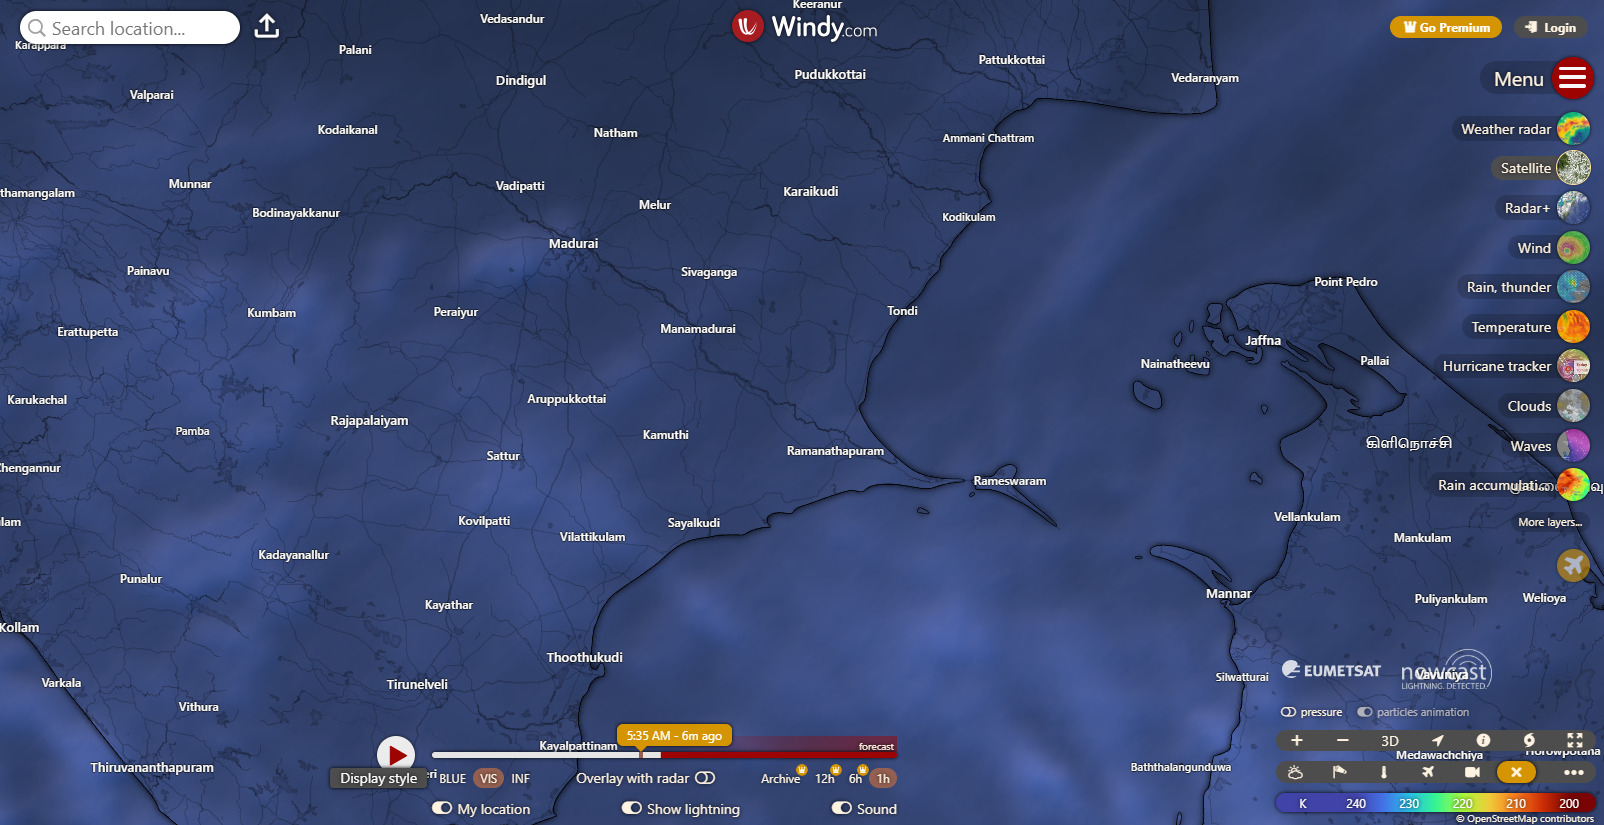 Search location...
Windy.com
Go Premium
Login
Menu
Weather radar
Satellite
Radar+
Wind
Rain, thunder
Temperature
Hurricane tracker
Clouds
Waves
Rain accumulati
More layers...
Keeranur
Vedasandur
Karappara
Palani
Pattukkottai
Dindigul
Pudukkottai
Vedaranyam
Valparai
Kodaikanal
Natham
Ammani Chattram
Munnar
Vadipatti
Karaikudi
thamangalam
Bodinayakkanur
Melur
Kodikulam
Madurai
Painavu
Sivaganga
Point Pedro
Kumbam
Peraiyur
Tondi
Erattupetta
Manamadurai
Jaffna
Nainatheevu
Pallai
Karukachal
Aruppukkottai
Rajapalaiyam
Pamba
Kamuthi
கிளிநொச்சி
Sattur
Ramanathapuram
Chengannur
Rameswaram
Kovilpatti
Sayalkudi
Vellankulam
Vilattikulam
Mankulam
Kadayanallur
Punalur
Mannar
Puliyankulam
Welioya
Kayathar
Kollam
Thoothukudi
Silwatturai
Vavuniya
Varkala
Tirunelveli
Vithura
Kayalpattinam
Thiruvananthapuram
Baththalangunduwa
Medawachchiya
Horowpotana
EUMETSAT
nowcast
LIGHTNING. DETECTED.
pressure
particles animation
3D
5:35 AM - 6m ago
forecast
Display style
BLUE VIS INF
Overlay with radar
Archive 12h 6h 1h
My location
Show lightning
Sound
K 240 230 220 210 200
© OpenStreetMap contributors